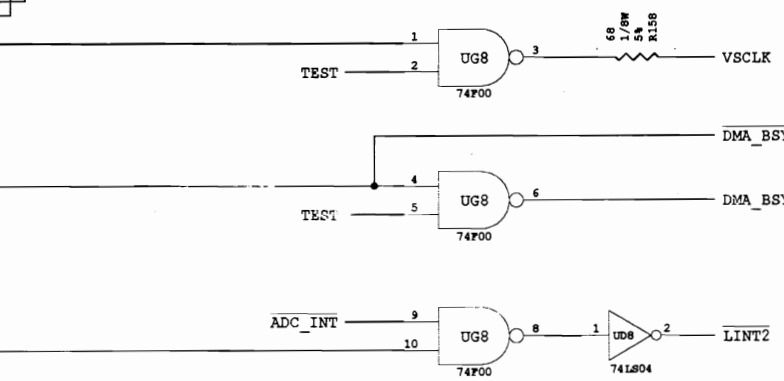 68
1/8W
5%
R158
1
2
TEST
UG8
3
VSCLK
74F00
DMA_BSY
4
5
TEST
UG8
6
DMA_BSY
74F00
ADC_INT
9
10
UG8
8
1
UD8
2
LINT2
74F00
74LS04